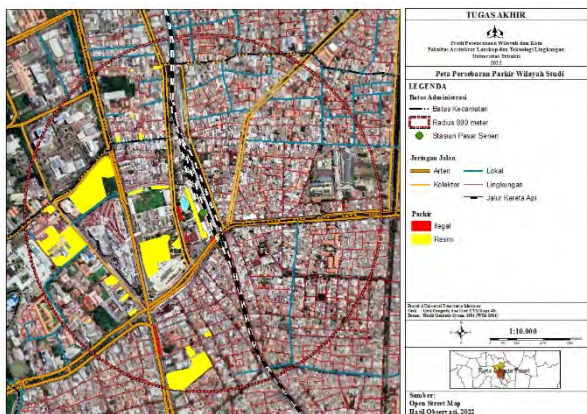 TUGAS AKHIR
Prodi Perencanaan Wilayah dan Kota
Fakultas Arsitektur Lanskap dan Teknologi Lingkungan
Universitas Trisakti
2022
Peta Persebaran Parkir Wilayah Studi
LEGENDA
Batas Administrasi
Batas Kecamatan
Radius 800 meter
Stasiun Pasar Senen
Jaringan Jalan
Arteri
Lokal
Kolektor
Lingkungan
Jalur Kereta Api
Parkir
Ilegal
Resmi
1:10.000
Sumber:
Open Street Map
Hasil Observasi, 2022